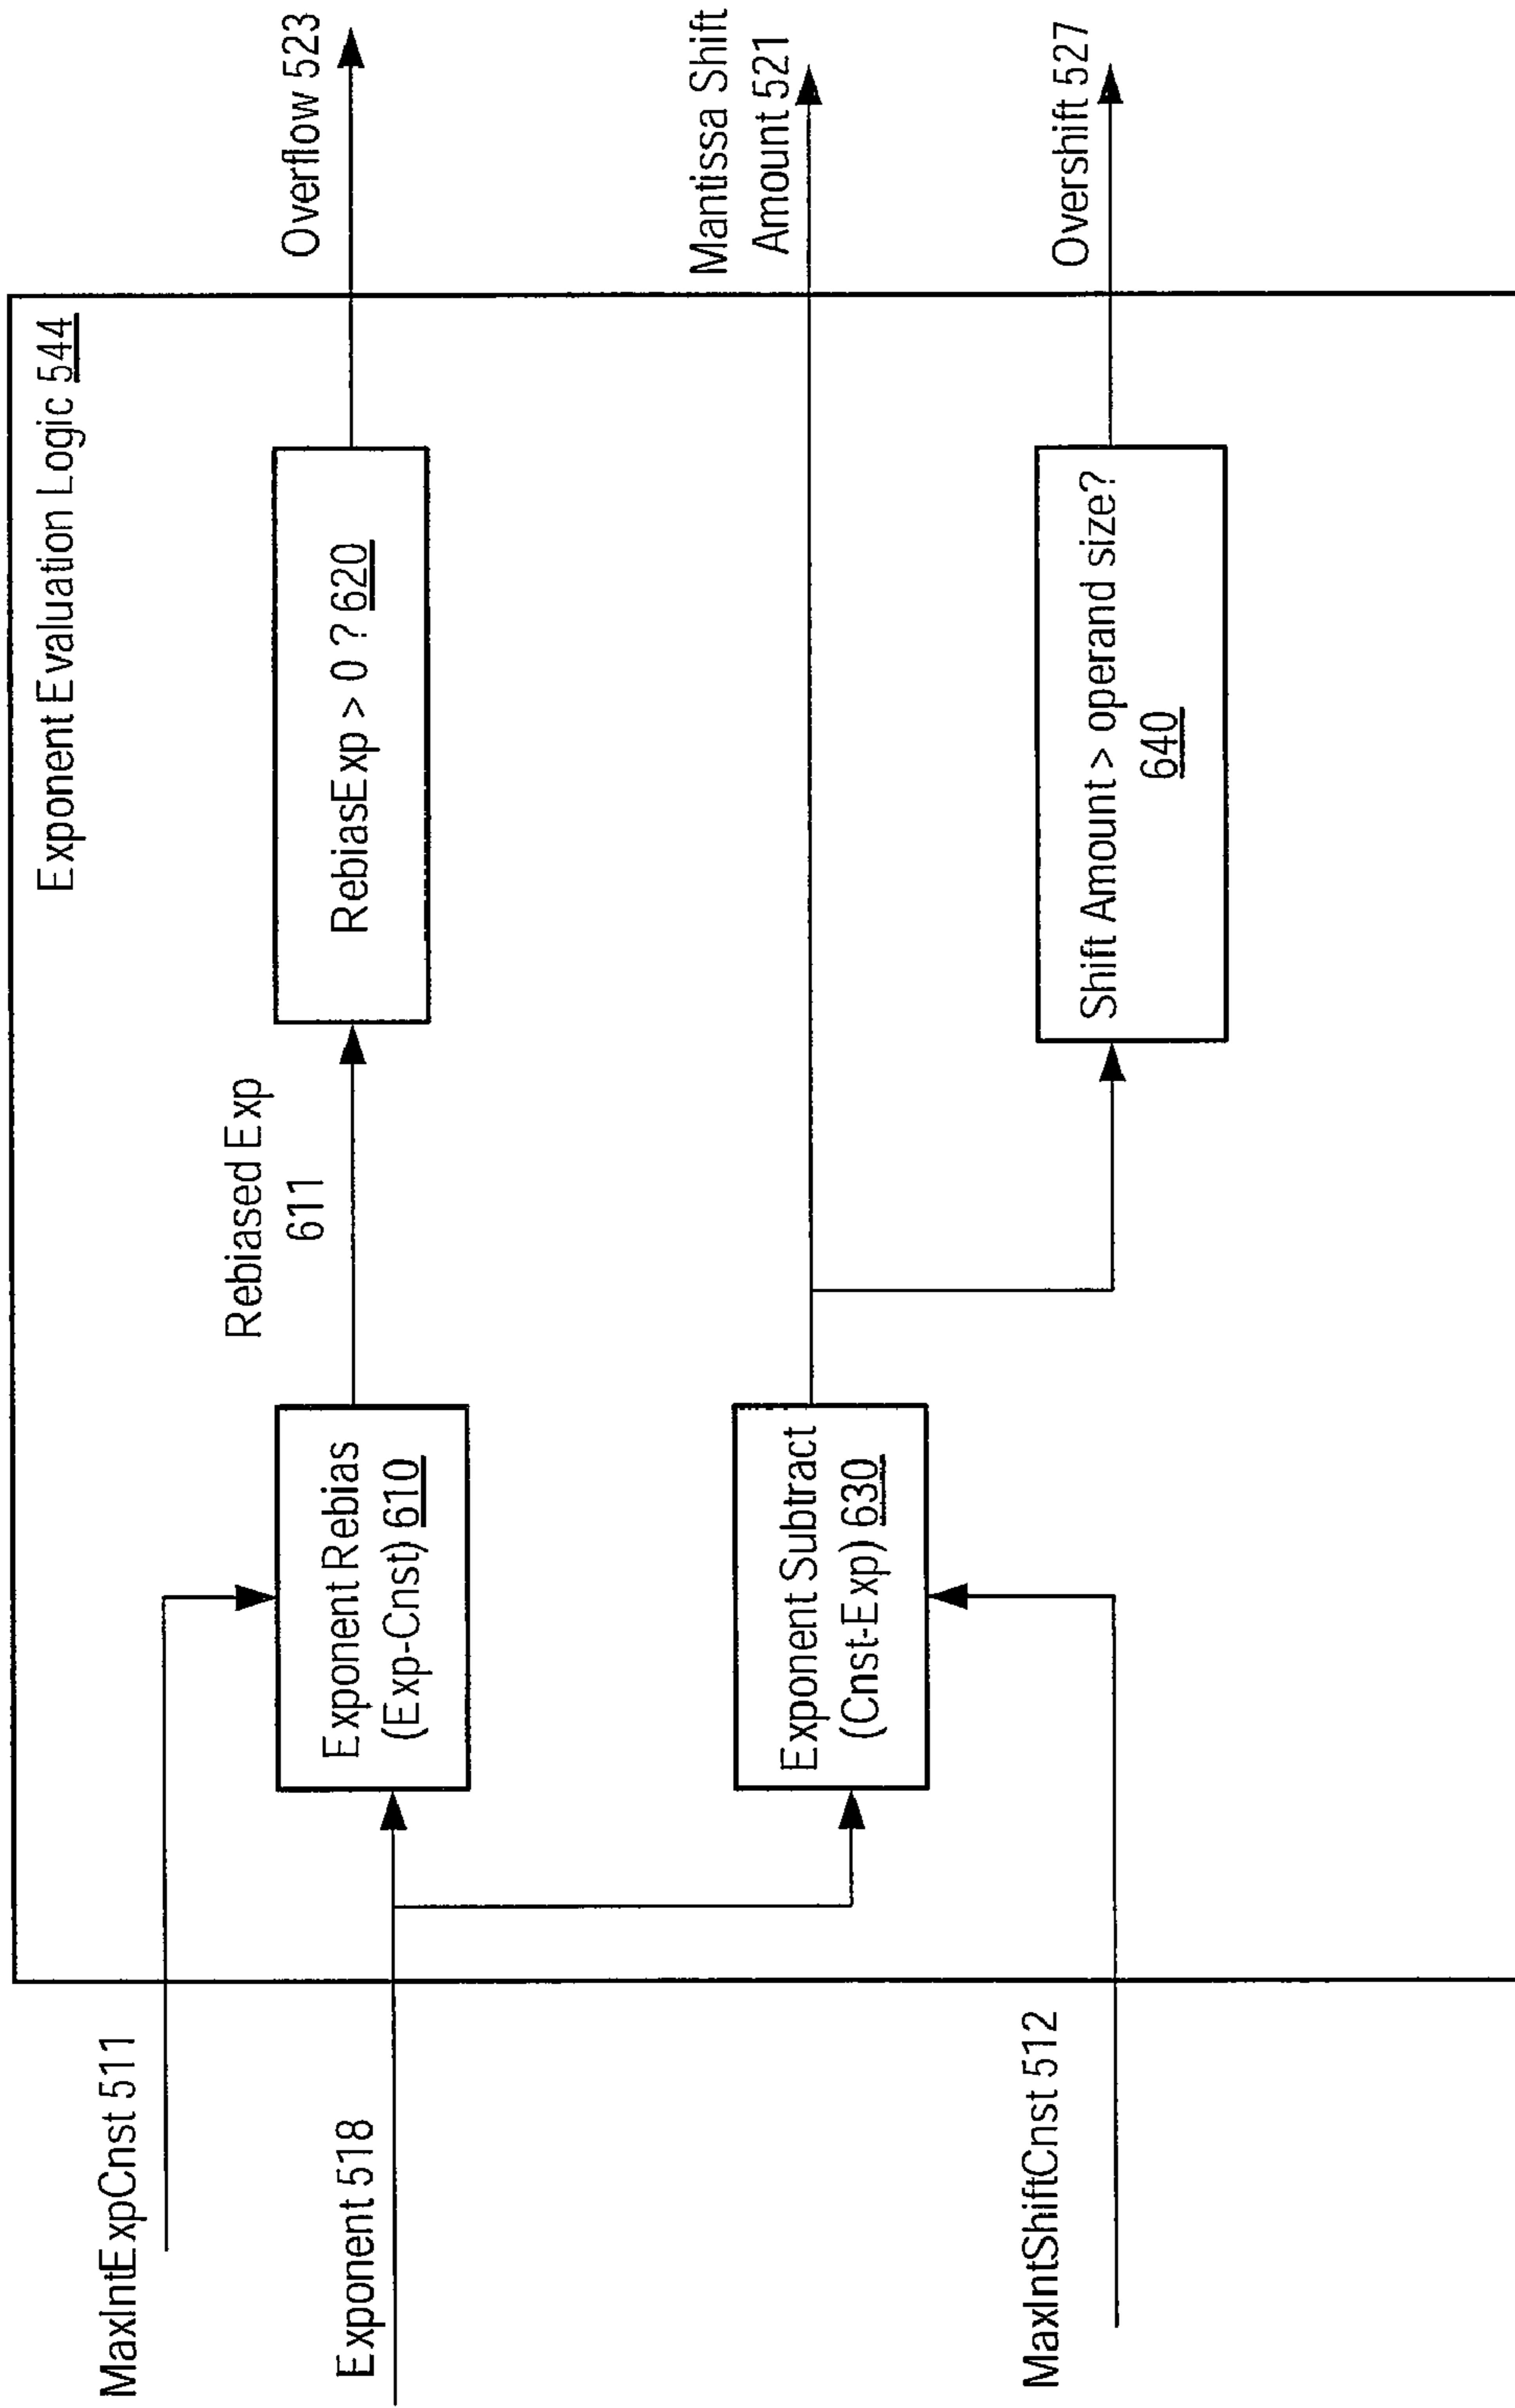 Exponent Evaluation Logic 544
MaxIntExpCnst 511
Exponent 518
MaxIntShiftCnst 512
Exponent Rebias
(Exp-Cnst) 610
Rebiased Exp
611
RebiasExp > 0 ? 620
Overflow 523
Exponent Subtract
(Cnst-Exp) 630
Mantissa Shift
Amount 521
Shift Amount > operand size?
640
Overshift 527